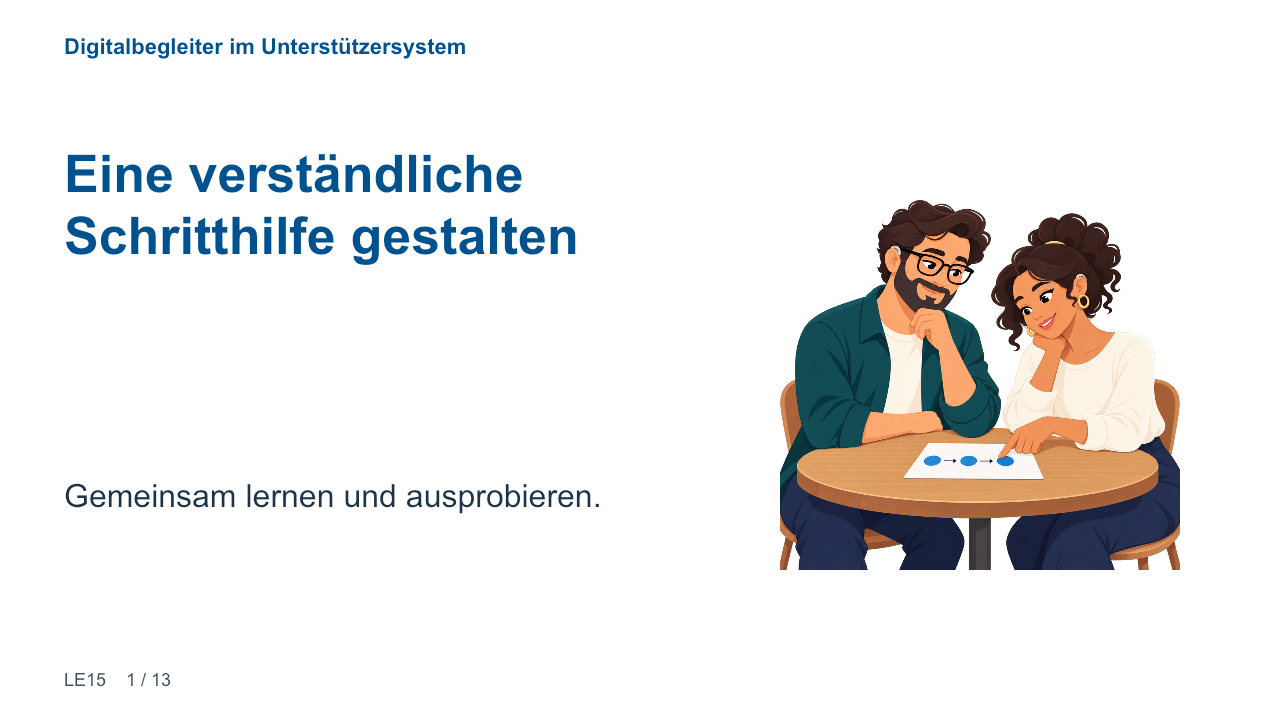 Digitalbegleiter im Unterstützersystem
Eine verständliche
Schritthilfe gestalten
Gemeinsam lernen und ausprobieren.
LE15 1 / 13